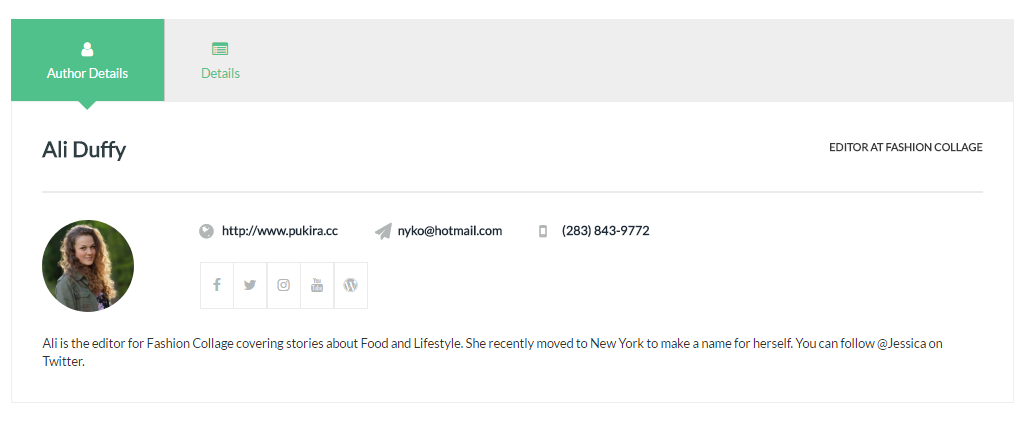 Author Details
Details
Ali Duffy
EDITOR AT FASHION COLLAGE
http://www.pukira.cc
nyko@hotmail.com
(283) 843-9772
You Tube
Ali is the editor for Fashion Collage covering stories about Food and Lifestyle. She recently moved to New York to make a name for herself. You can follow @Jessica on
Twitter.